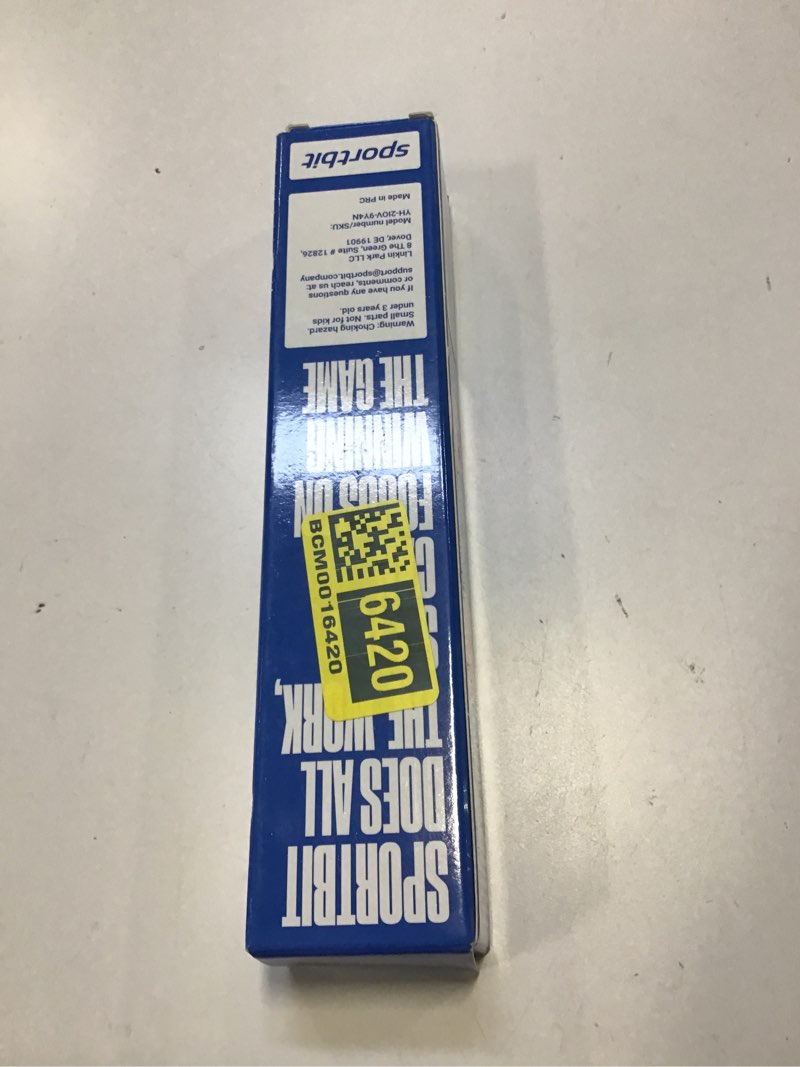 SPORTBIT
DOES ALL
THE WORK,
FOCUS ON
WINNING
THE GAME
Warning: Choking hazard.
Small parts. Not for kids
under 3 years old.
If you have any questions
or comments, reach us at:
support@sportbit.company
Linkin Park LLC
8 The Green, Suite # 12826,
Dover, DE 19901
Model number/SKU:
YH-2IOV-9Y4N
Made in PRC
sportbit
6420
BCM0016420